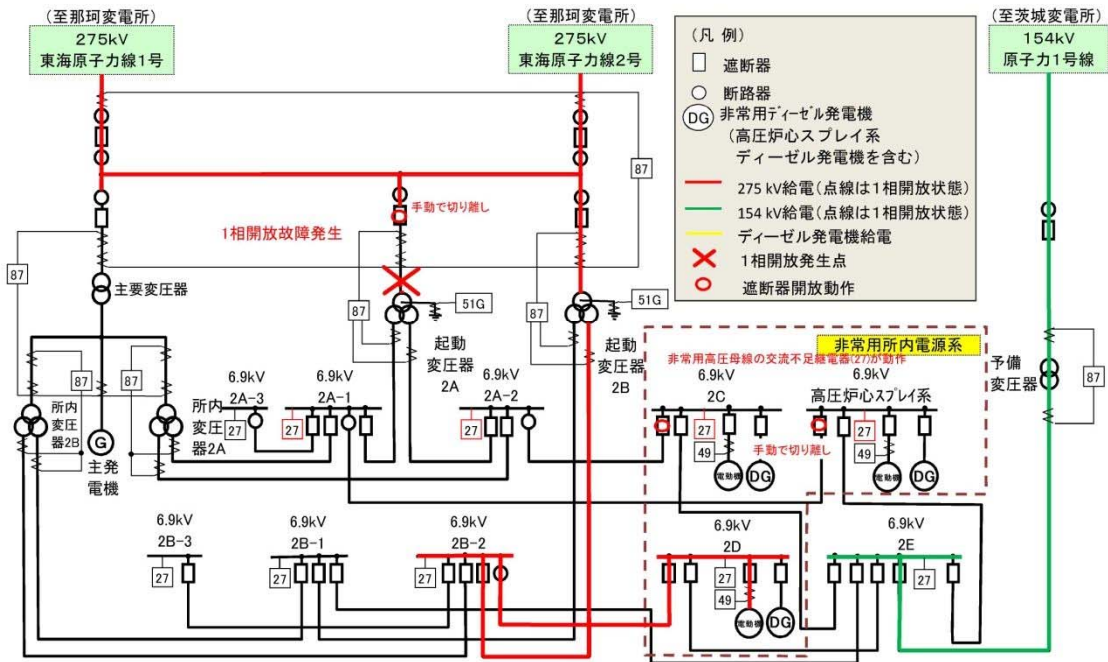 (至那珂変電所)
275kV
東海原子力線1号
(至那珂変電所)
275kV
東海原子力線2号
(至茨城変電所)
154kV
原子力1号線
(凡 例)
遮断器
断路器
DG
非常用ディーゼル発電機
(高圧炉心スプレイ系
ディーゼル発電機を含む)
275 kV給電(点線は1相開放状態)
154 kV給電(点線は1相開放状態)
ディーゼル発電機給電
1相開放発生点
遮断器開放動作
87
手動で切り離し
1相開放故障発生
87
主要変圧器
87
51G
87
51G
起動
変圧器
2A
起動
変圧器
2B
非常用所内電源系
非常用高圧母線の交流不足継電器(27)が動作
予備
変圧器
87
87
87
所内
変圧
器2B
G
主発
電機
所内
変圧
器2A
6.9kV
2A-3
27
6.9kV
2A-1
27
6.9kV
2A-2
27
6.9kV
2C
27
49
電動機
DG
手動で切り離し
6.9kV
高圧炉心スプレイ系
27
49
電動機
DG
6.9kV
2B-3
27
6.9kV
2B-1
27
6.9kV
2B-2
27
6.9kV
2D
27
49
電動機
DG
6.9kV
2E
27